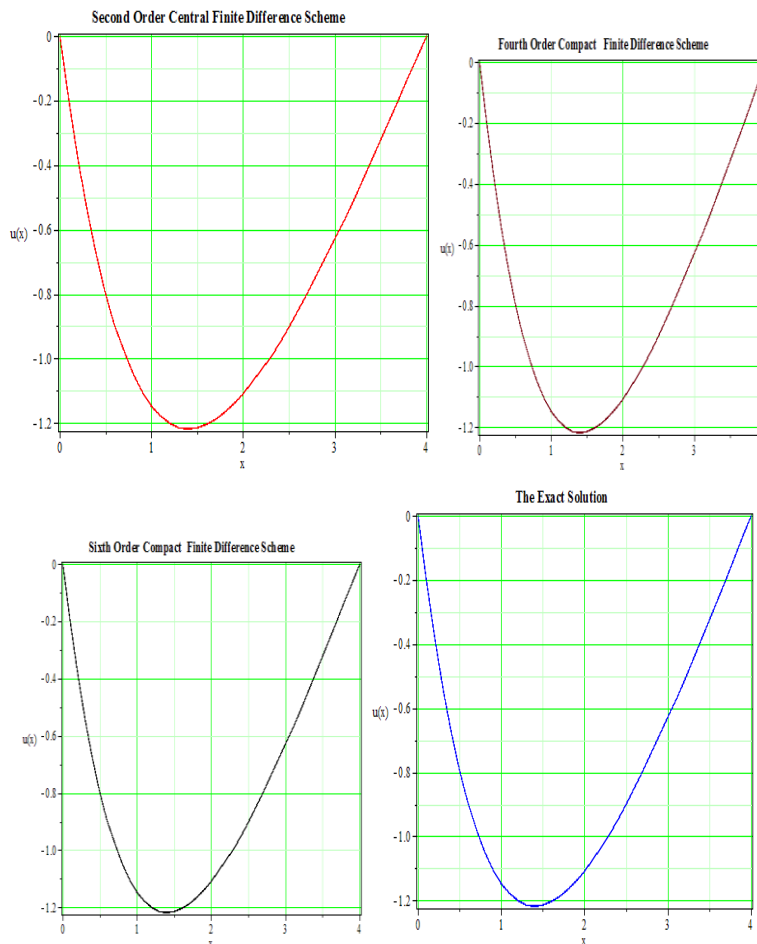 Second Order Central Finite Difference Scheme
0
-0.2
-0.4
u(x)
-0.6
-0.8
-1.0
-1.2
0 1 2 3 4
x
Fourth Order Compact Finite Difference Scheme
0
-0.2
-0.4
u(x)
-0.6
-0.8
-1.0
-1.2
0 1 2 3
x
Sixth Order Compact Finite Difference Scheme
0
-0.2
-0.4
u(x)
-0.6
-0.8
-1.0
-1.2
0 1 2 3 4
x
The Exact Solution
0
-0.2
-0.4
u(x)
-0.6
-0.8
-1.0
-1.2
0 1 2 3 4
x